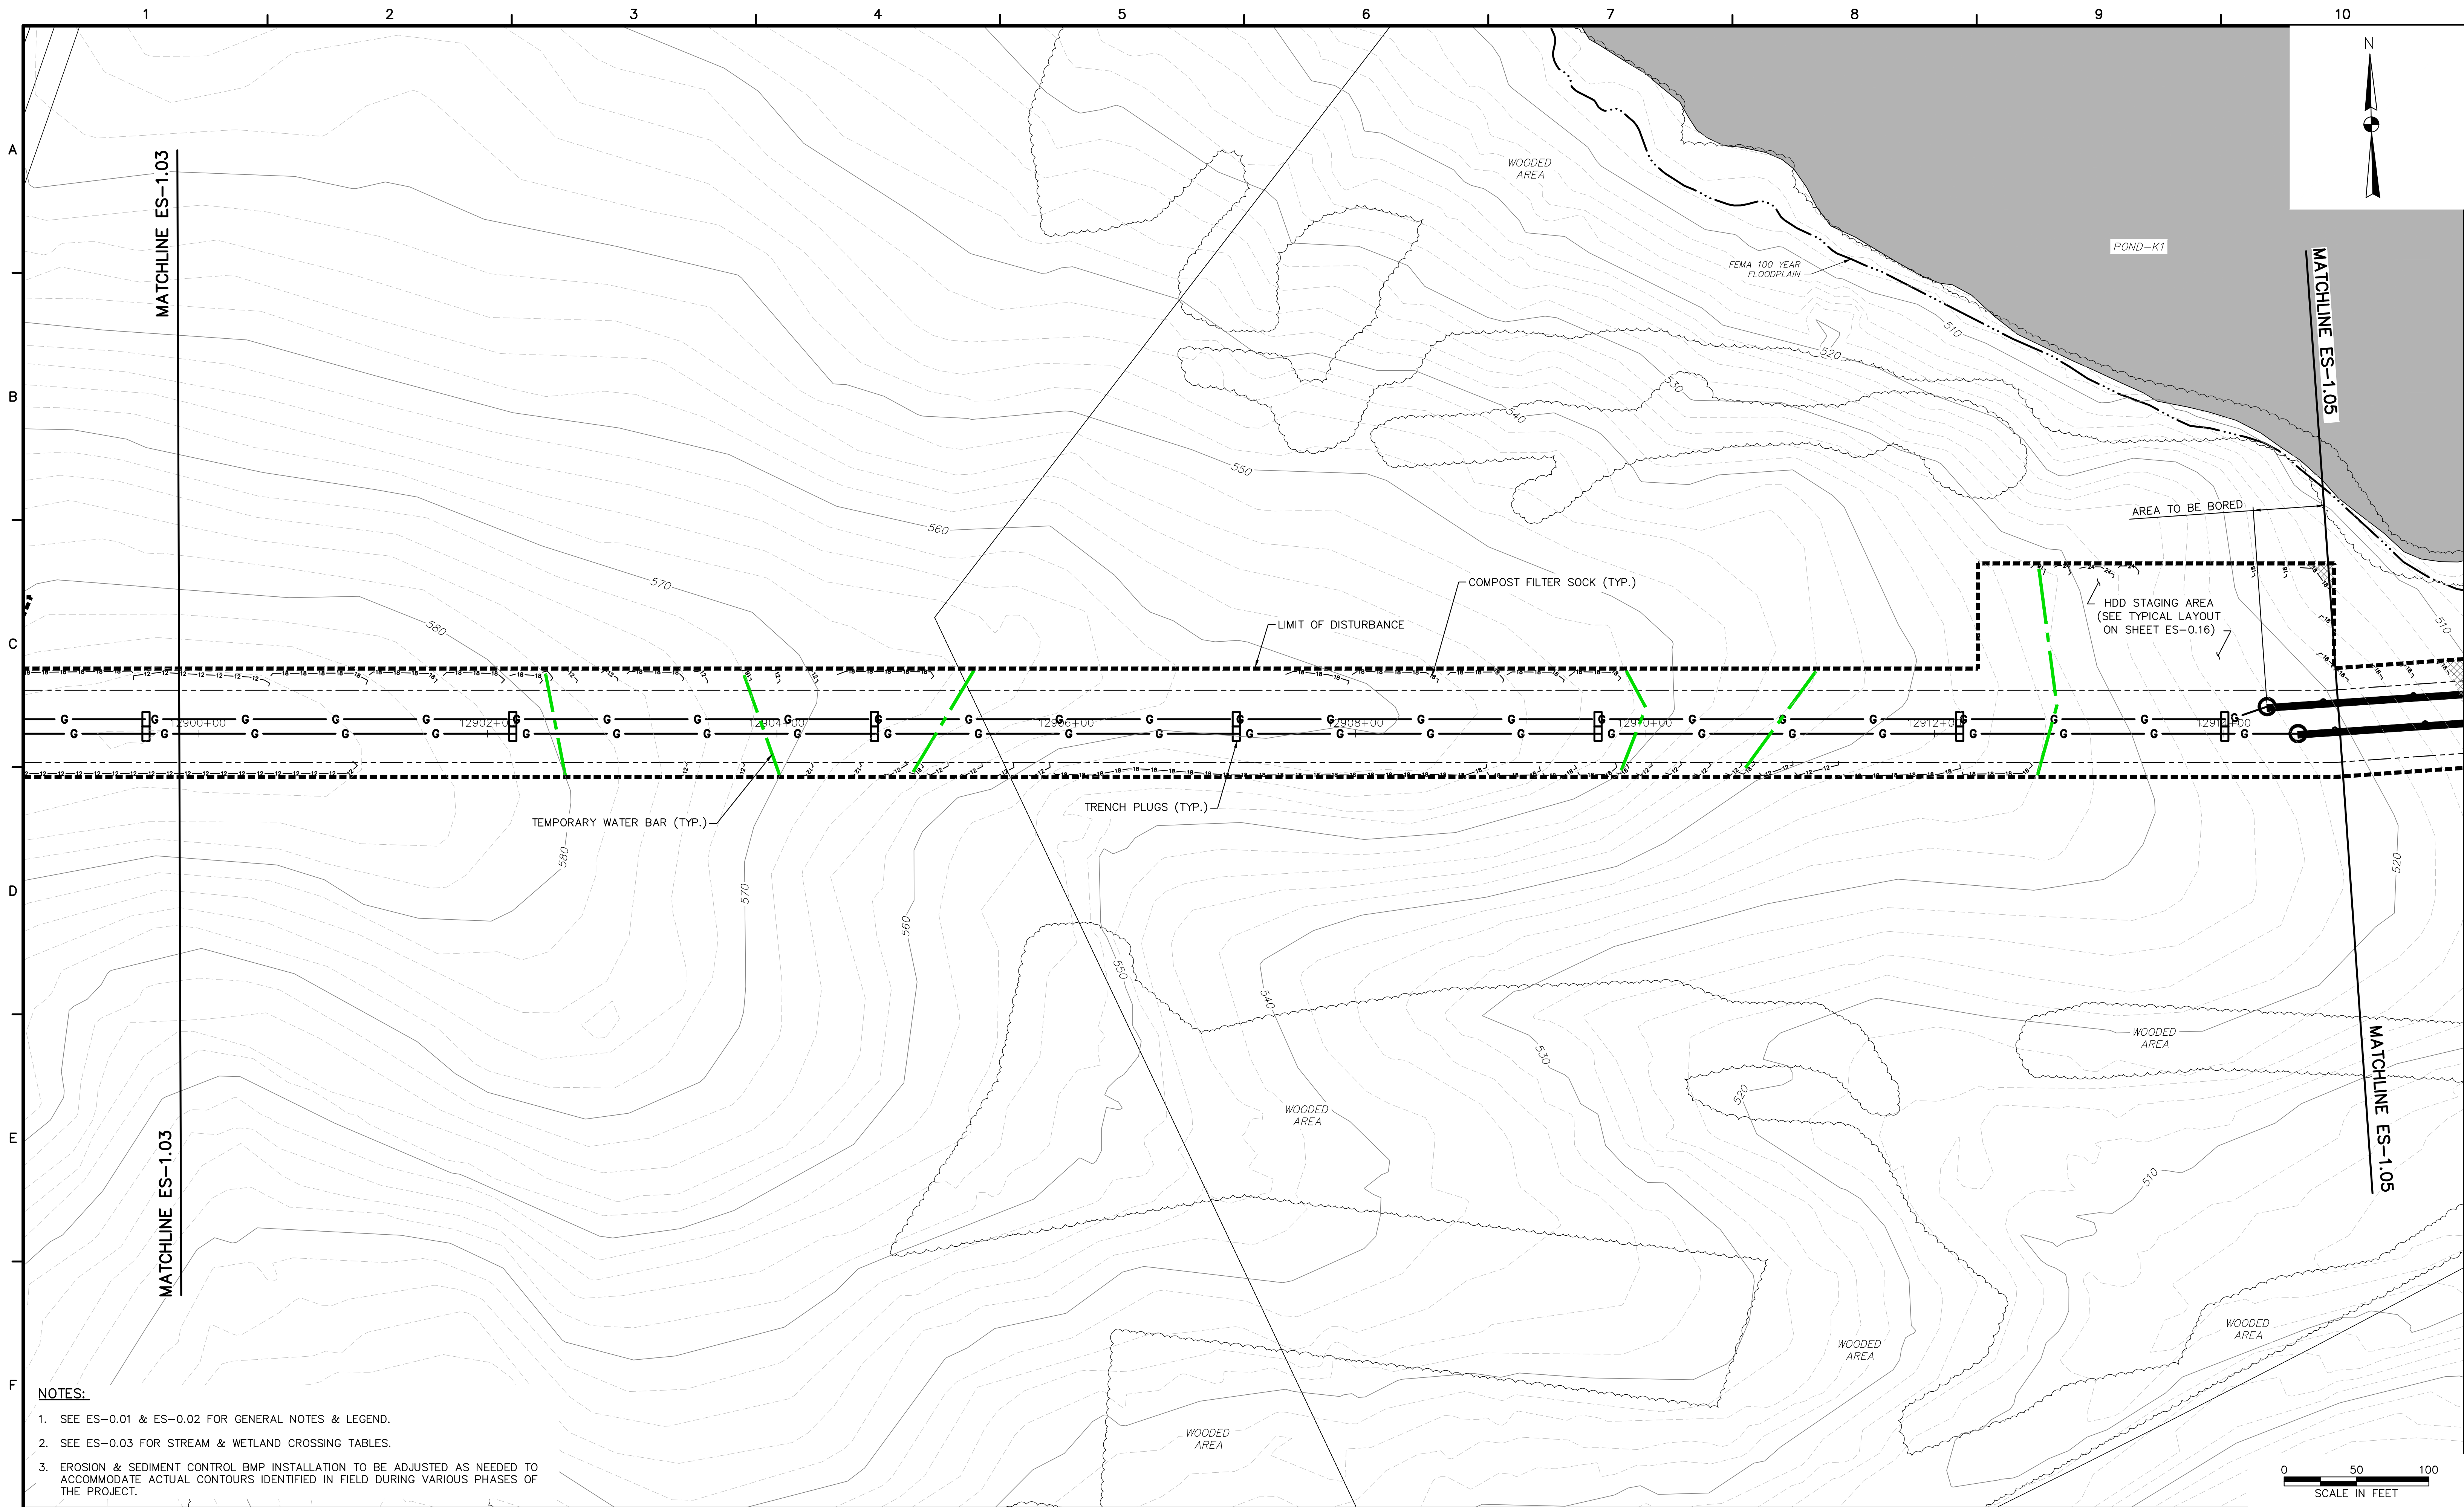 1 2 3 4 5 6 7 8 9 10
A
B
C
D
E
F
N
MATCHLINE ES-1.03
MATCHLINE ES-1.03
MATCHLINE ES-1.05
MATCHLINE ES-1.05
WOODED
AREA
POND-K1
FEMA 100 YEAR
FLOODPLAIN
510
520
530
540
550
560
570
580
AREA TO BE BORED
COMPOST FILTER SOCK (TYP.)
LIMIT OF DISTURBANCE
HDD STAGING AREA
(SEE TYPICAL LAYOUT
ON SHEET ES-0.16)
510
12900+00
12902+00
12904+00
12906+00
12908+00
12910+00
12912+00
TEMPORARY WATER BAR (TYP.)
TRENCH PLUGS (TYP.)
580
570
560
550
540
530
520
520
510
WOODED
AREA
WOODED
AREA
WOODED
AREA
WOODED
AREA
WOODED
AREA
NOTES:
1. SEE ES-0.01 & ES-0.02 FOR GENERAL NOTES & LEGEND.
2. SEE ES-0.03 FOR STREAM & WETLAND CROSSING TABLES.
3. EROSION & SEDIMENT CONTROL BMP INSTALLATION TO BE ADJUSTED AS NEEDED TO
ACCOMMODATE ACTUAL CONTOURS IDENTIFIED IN FIELD DURING VARIOUS PHASES OF
THE PROJECT.
0 50 100
SCALE IN FEET